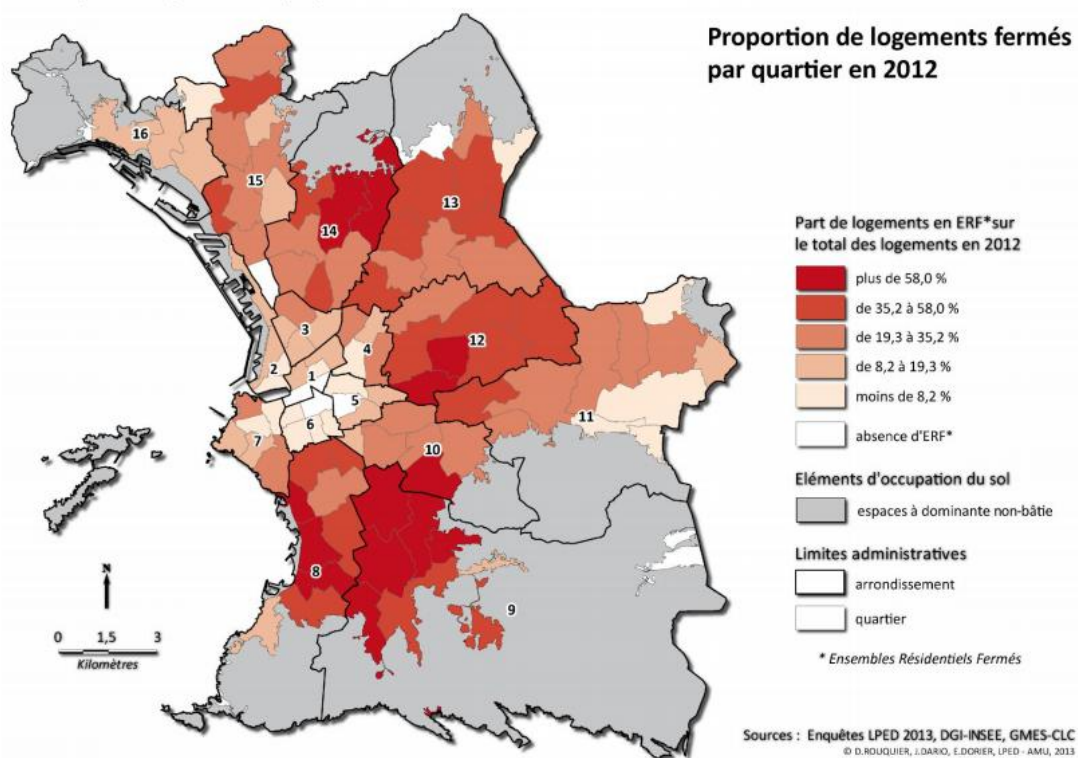 Proportion de logements fermés
par quartier en 2012
16
15
13
14
3
4
12
2
1
5
11
6
7
10
8
9
Part de logements en ERF*sur
le total des logements en 2012
plus de 58,0 %
de 35,2 à 58,0 %
de 19,3 à 35,2 %
de 8,2 à 19,3 %
moins de 8,2 %
absence d'ERF*
Eléments d'occupation du sol
espaces à dominante non-bâtie
Limites administratives
arrondissement
quartier
* Ensembles Résidentiels Fermés
N
0 1,5 3
Kilomètres
Sources : Enquêtes LPED 2013, DGI-INSEE, GMES-CLC
© D.ROUQUIER, J.DARIO, E.DORIER, LPED - AMU, 2013